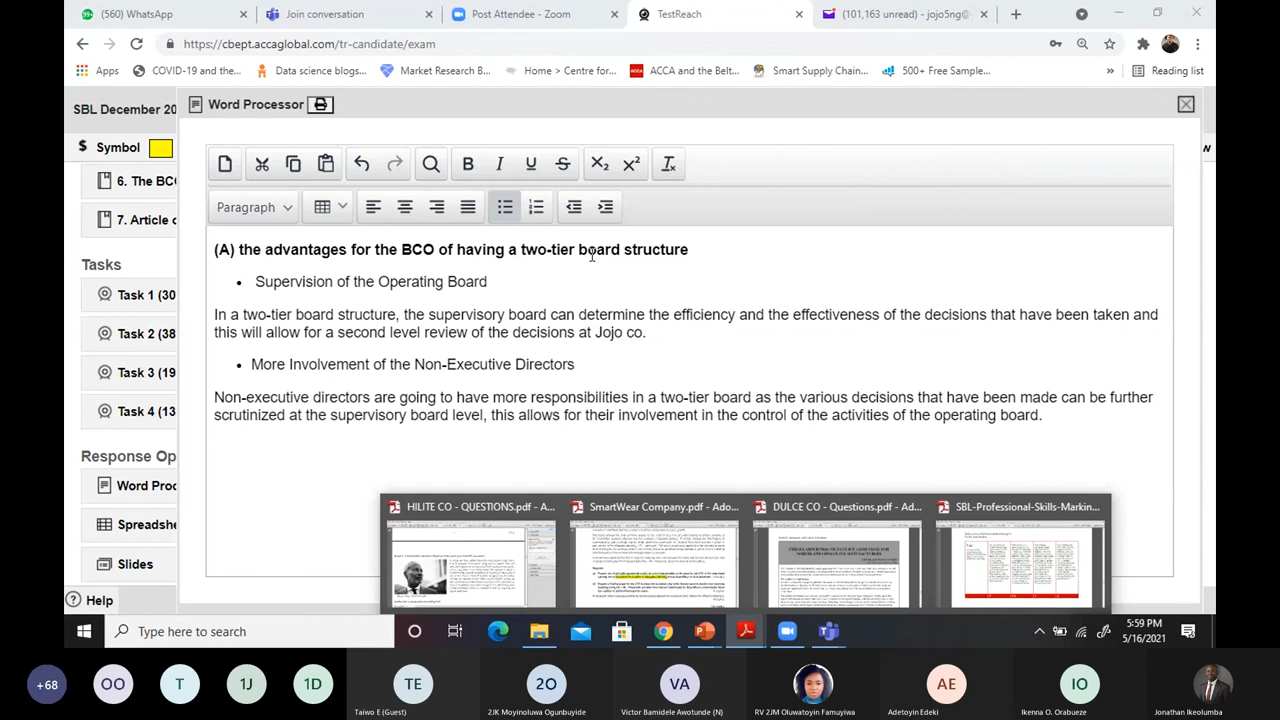 (560) WhatsApp
Join conversation
Post Attendee - Zoom
TestReach
(101,163 unread) - jojo5ng@
https://cbept.accaglobal.com/tr-candidate/exam
Apps
COVID-19 and the...
Data science blogs...
Market Research B...
Home > Centre for...
ACCA and the Belt...
Smart Supply Chain...
500+ Free Sample...
»
Reading list
SBL December 20
Word Processor
$ Symbol
6. The BC
7. Article
Tasks
Task 1 (30
Task 2 (38
Task 3 (19
Task 4 (13
Response Op
Word Proc
Spreadshe
Slides
Help
Paragraph
(A) the advantages for the BCO of having a two-tier board structure
• Supervision of the Operating Board
In a two-tier board structure, the supervisory board can determine the efficiency and the effectiveness of the decisions that have been taken and
this will allow for a second level review of the decisions at Jojo co.
• More Involvement of the Non-Executive Directors
Non-executive directors are going to have more responsibilities in a two-tier board as the various decisions that have been made can be further
scrutinized at the supervisory board level, this allows for their involvement in the control of the activities of the operating board.
HILITE CO - QUESTIONS.pdf - A...
SmartWear Company.pdf - Ado...
DULCE CO - Questions.pdf - Ad...
SBL-Professional-Skills-Markin...
Type here to search
5:59 PM
5/16/2021
+68
OO
T
1J
1D
TE
2O
VA
AE
IO
Taiwo E (Guest)
2JK Moyinoluwa Ogunbuyide
Victor Bamidele Awotunde (N)
RV 2JM Oluwatoyin Famuyiwa
Adetoyin Edeki
Ikenna O. Orabueze
Jonathan Ikeolumba